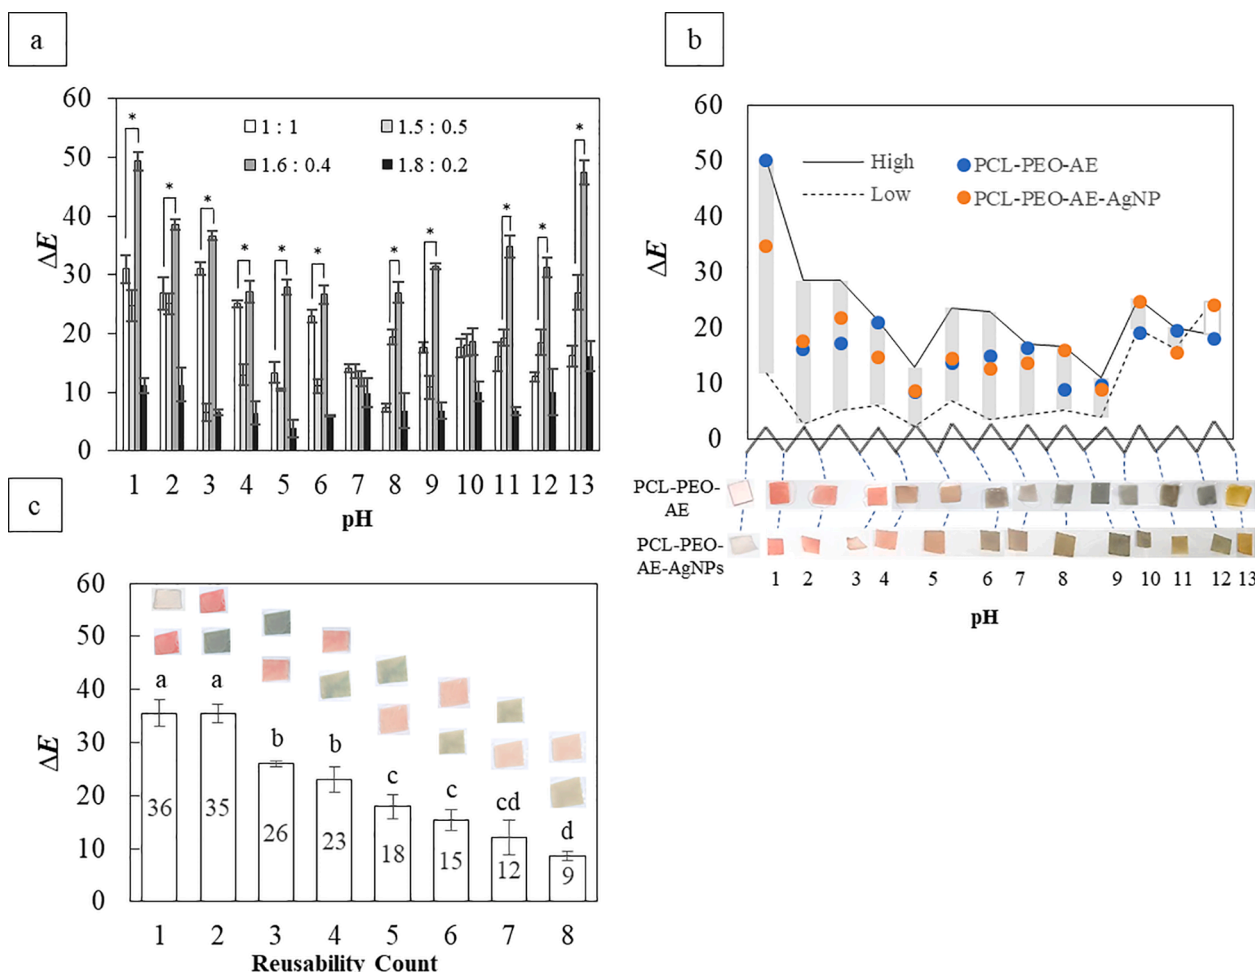 a
60
50
40
30
20
10
0
ΔE
1 : 1
1.5 : 0.5
1.6 : 0.4
1.8 : 0.2
* * * * * * * * * * *
1 2 3 4 5 6 7 8 9 10 11 12 13
pH
b
60
50
40
30
20
10
0
ΔE
High
Low
PCL-PEO-AE
PCL-PEO-AE-AgNP
PCL-PEO-
AE
PCL-PEO-
AE-AgNPs
1 2 3 4 5 6 7 8 9 10 11 12 13
pH
c
60
50
40
30
20
10
0
ΔE
a a b b c c cd d
36 35 26 23 18 15 12 9
1 2 3 4 5 6 7 8
Reusability Count